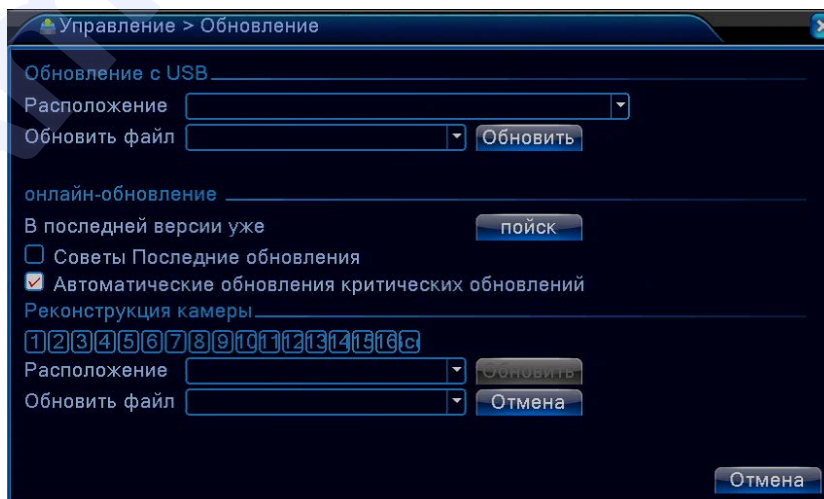 Управление > Обновление
Обновление с USB
Расположение
Обновить файл Обновить
онлайн-обновление
В последней версии уже пойск
Советы Последние обновления
Автоматические обновления критических обновлений
Реконструкция камеры
1 2 3 4 5 6 7 8 9 10 11 12 13 14 15 16
Расположение Обновить
Обновить файл Отмена
Отмена